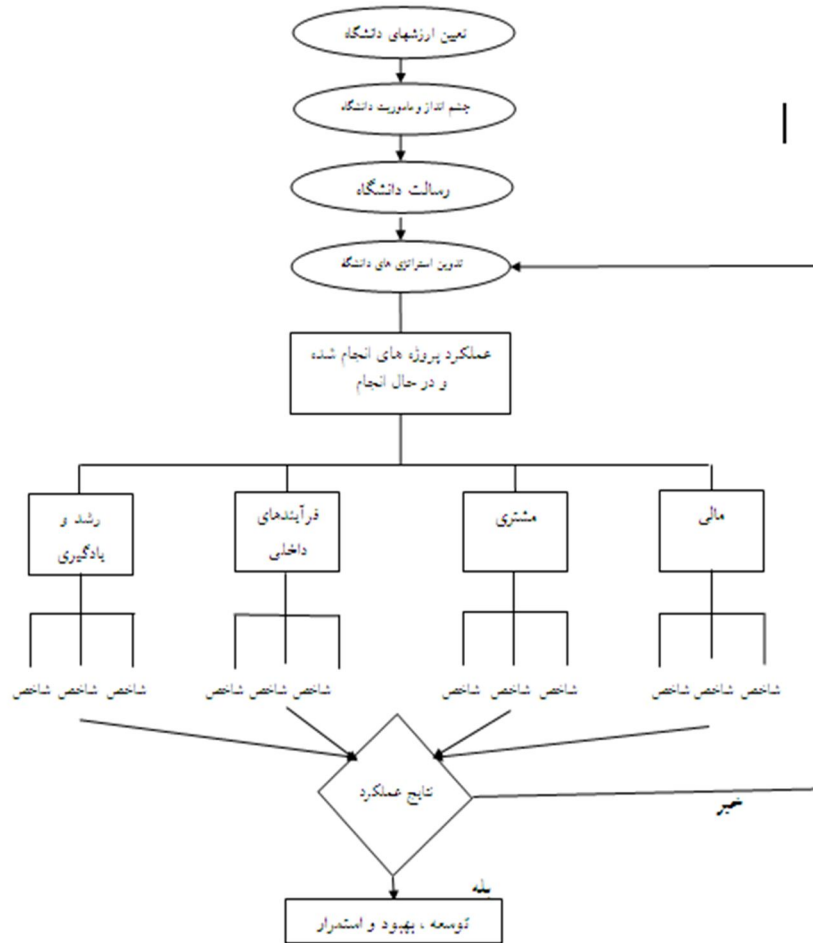 تعیین ارزشهای دانشگاه
چشم انداز و ماموریت دانشگاه
رسالت دانشگاه
تدوین استراتژی های دانشگاه
عملکرد پروژه های انجام شده
و در حال انجام
مالی
مشتری
فرآیندهای
داخلی
رشد و
یادگیری
شاخص شاخص شاخص
شاخص شاخص شاخص
شاخص شاخص شاخص
شاخص شاخص شاخص
نتایج عملکرد
خیر
بله
توسعه ، بهبود و استمرار